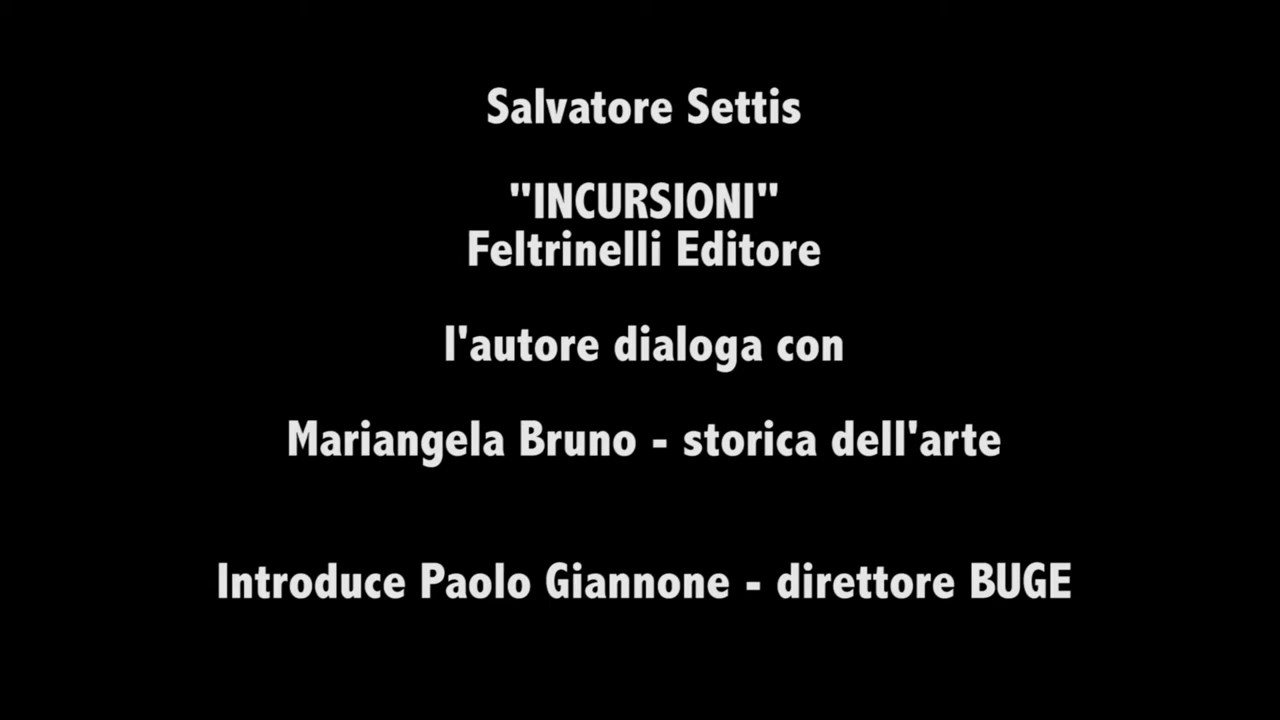 Salvatore Settis
"INCURSIONI"
Feltrinelli Editore
l'autore dialoga con
Mariangela Bruno - storica dell'arte
Introduce Paolo Giannone - direttore BUGE